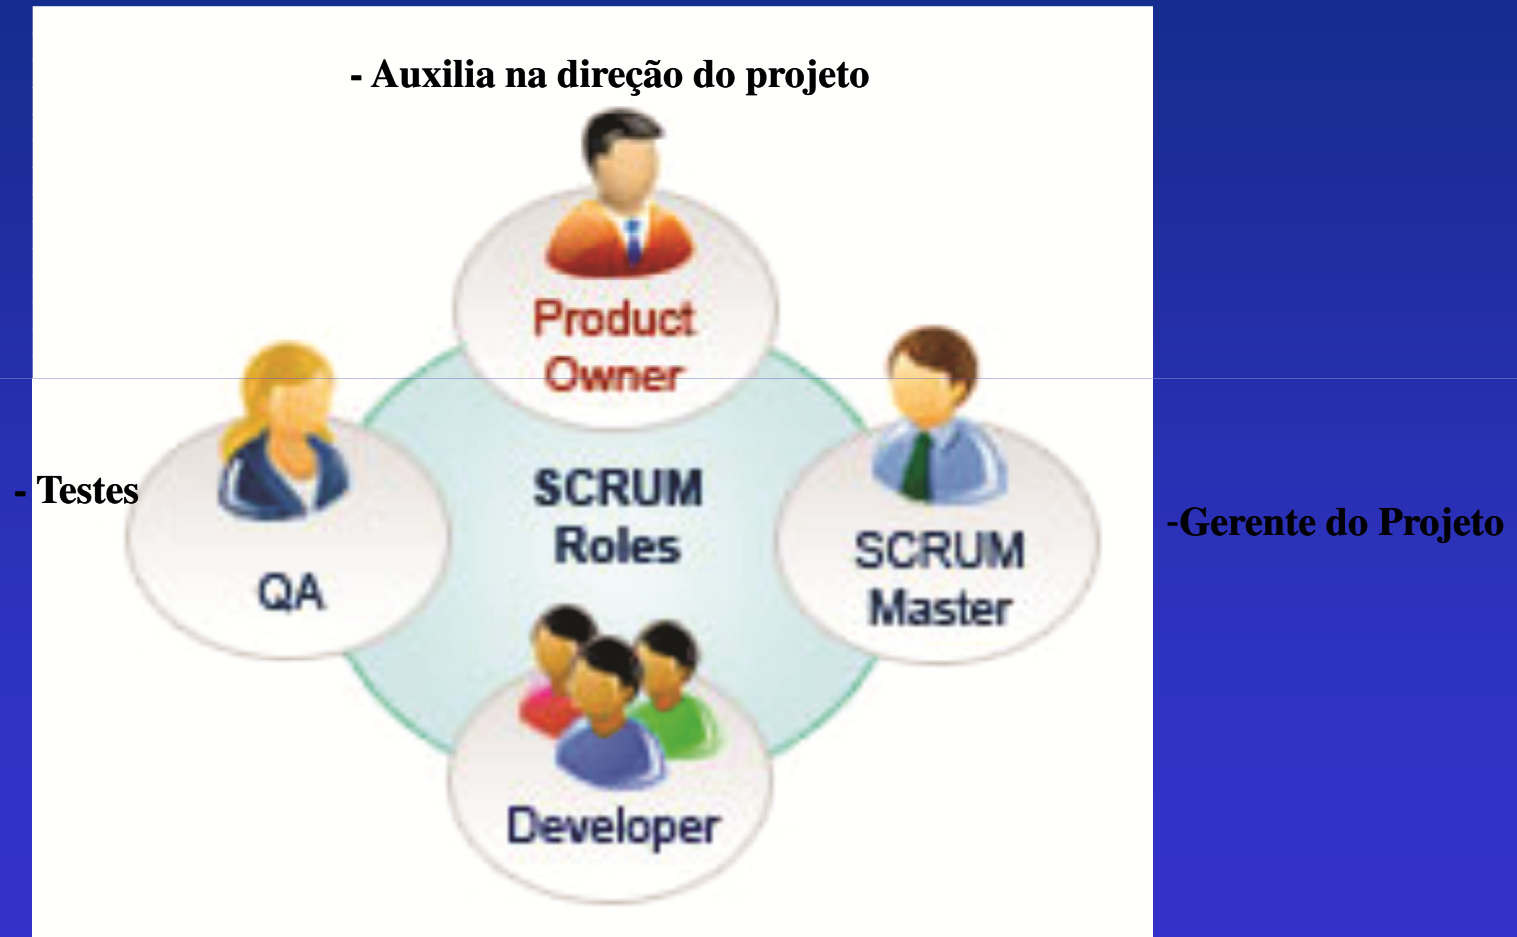 - Auxilia na direção do projeto
Product
Owner
- Testes
SCRUM
Roles
-Gerente do Projeto
SCRUM
Master
QA
Developer